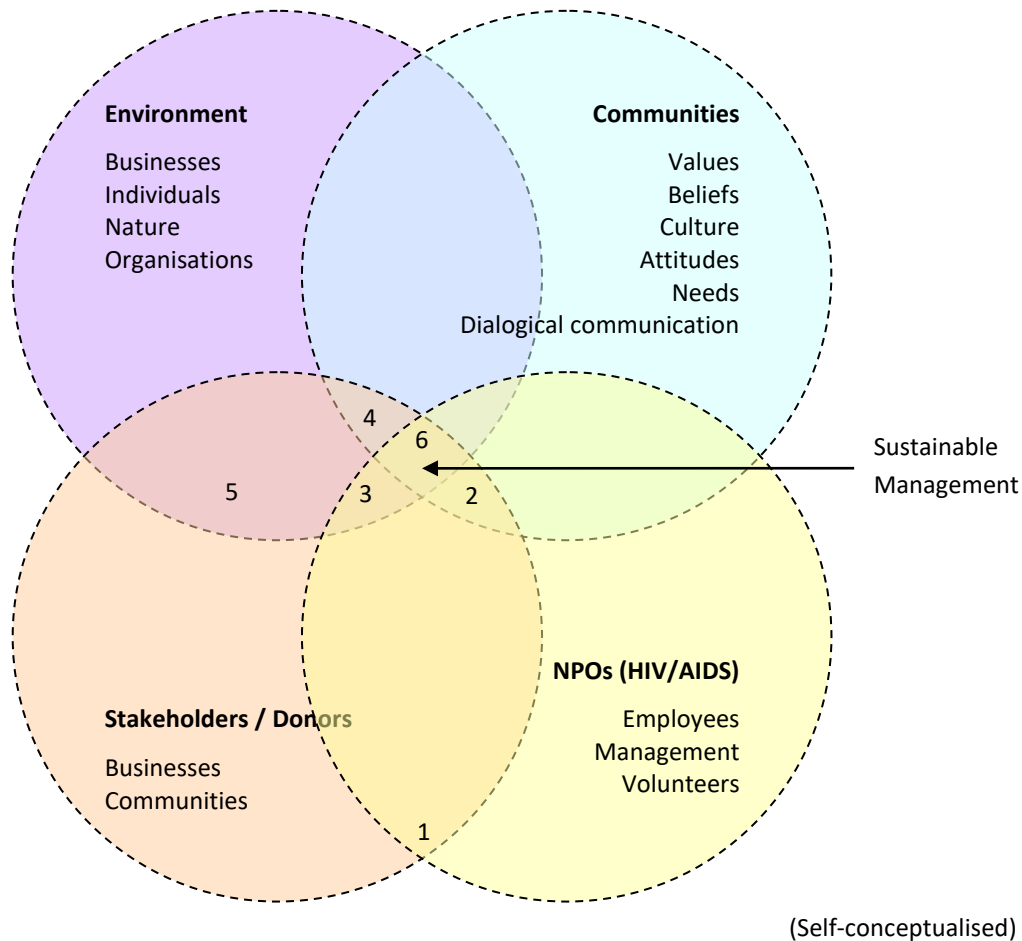 Environment
Businesses
Individuals
Nature
Organisations
Communities
Values
Beliefs
Culture
Attitudes
Needs
Dialogical communication
4
6
5
3
2
Sustainable
Management
NPOs (HIV/AIDS)
Employees
Management
Volunteers
Stakeholders / Donors
Businesses
Communities
1
(Self-conceptualised)